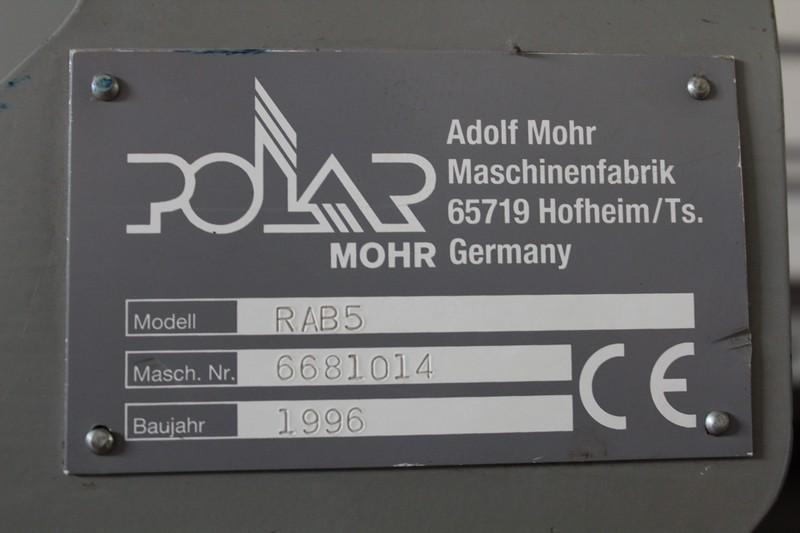 POLAR
MOHR
Adolf Mohr
Maschinenfabrik
65719 Hofheim/Ts.
Germany
Modell RAB5
Masch. Nr. 6681014
Baujahr 1996
CE